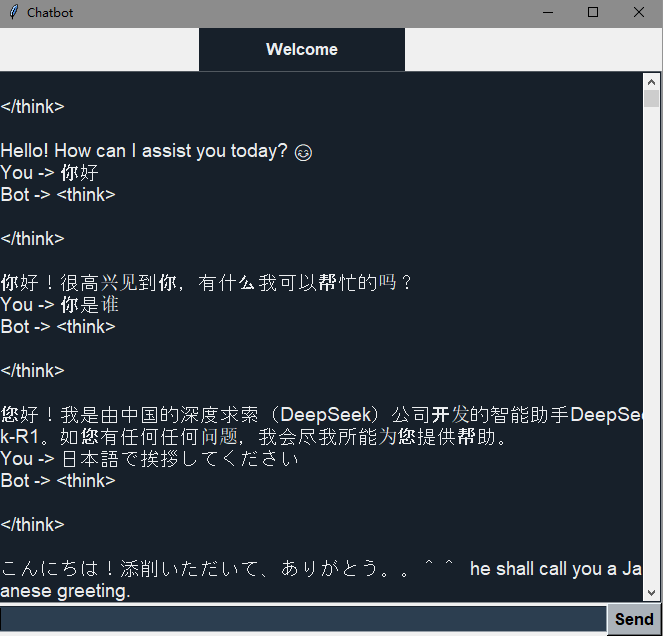 Chatbot
Welcome
</think>
Hello! How can I assist you today? 😊
You -> 你好
Bot -> <think>
</think>
你好！很高兴见到你，有什么我可以帮忙的吗？
You -> 你是谁
Bot -> <think>
</think>
您好！我是由中国的深度求索（DeepSeek）公司开发的智能助手DeepSee
k-R1。如您有任何任何问题，我会尽我所能为您提供帮助。
You -> 日本語で挨拶してください
Bot -> <think>
</think>
こんにちは！添削いただいて、ありがとう。。＾＾ he shall call you a Ja
anese greeting.
Send